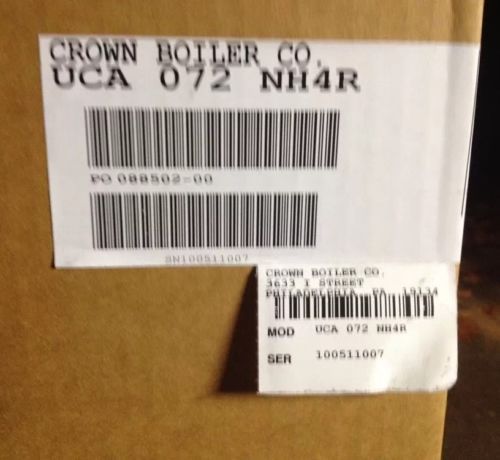 CROWN BOILER CO.
UCA 072 NH4R
PO 088502-00
SN100511007
CROWN BOILER CO.
3633 I STREET
PHILADELPHIA PA 19134
MOD UCA 072 NH4R
SER 100511007